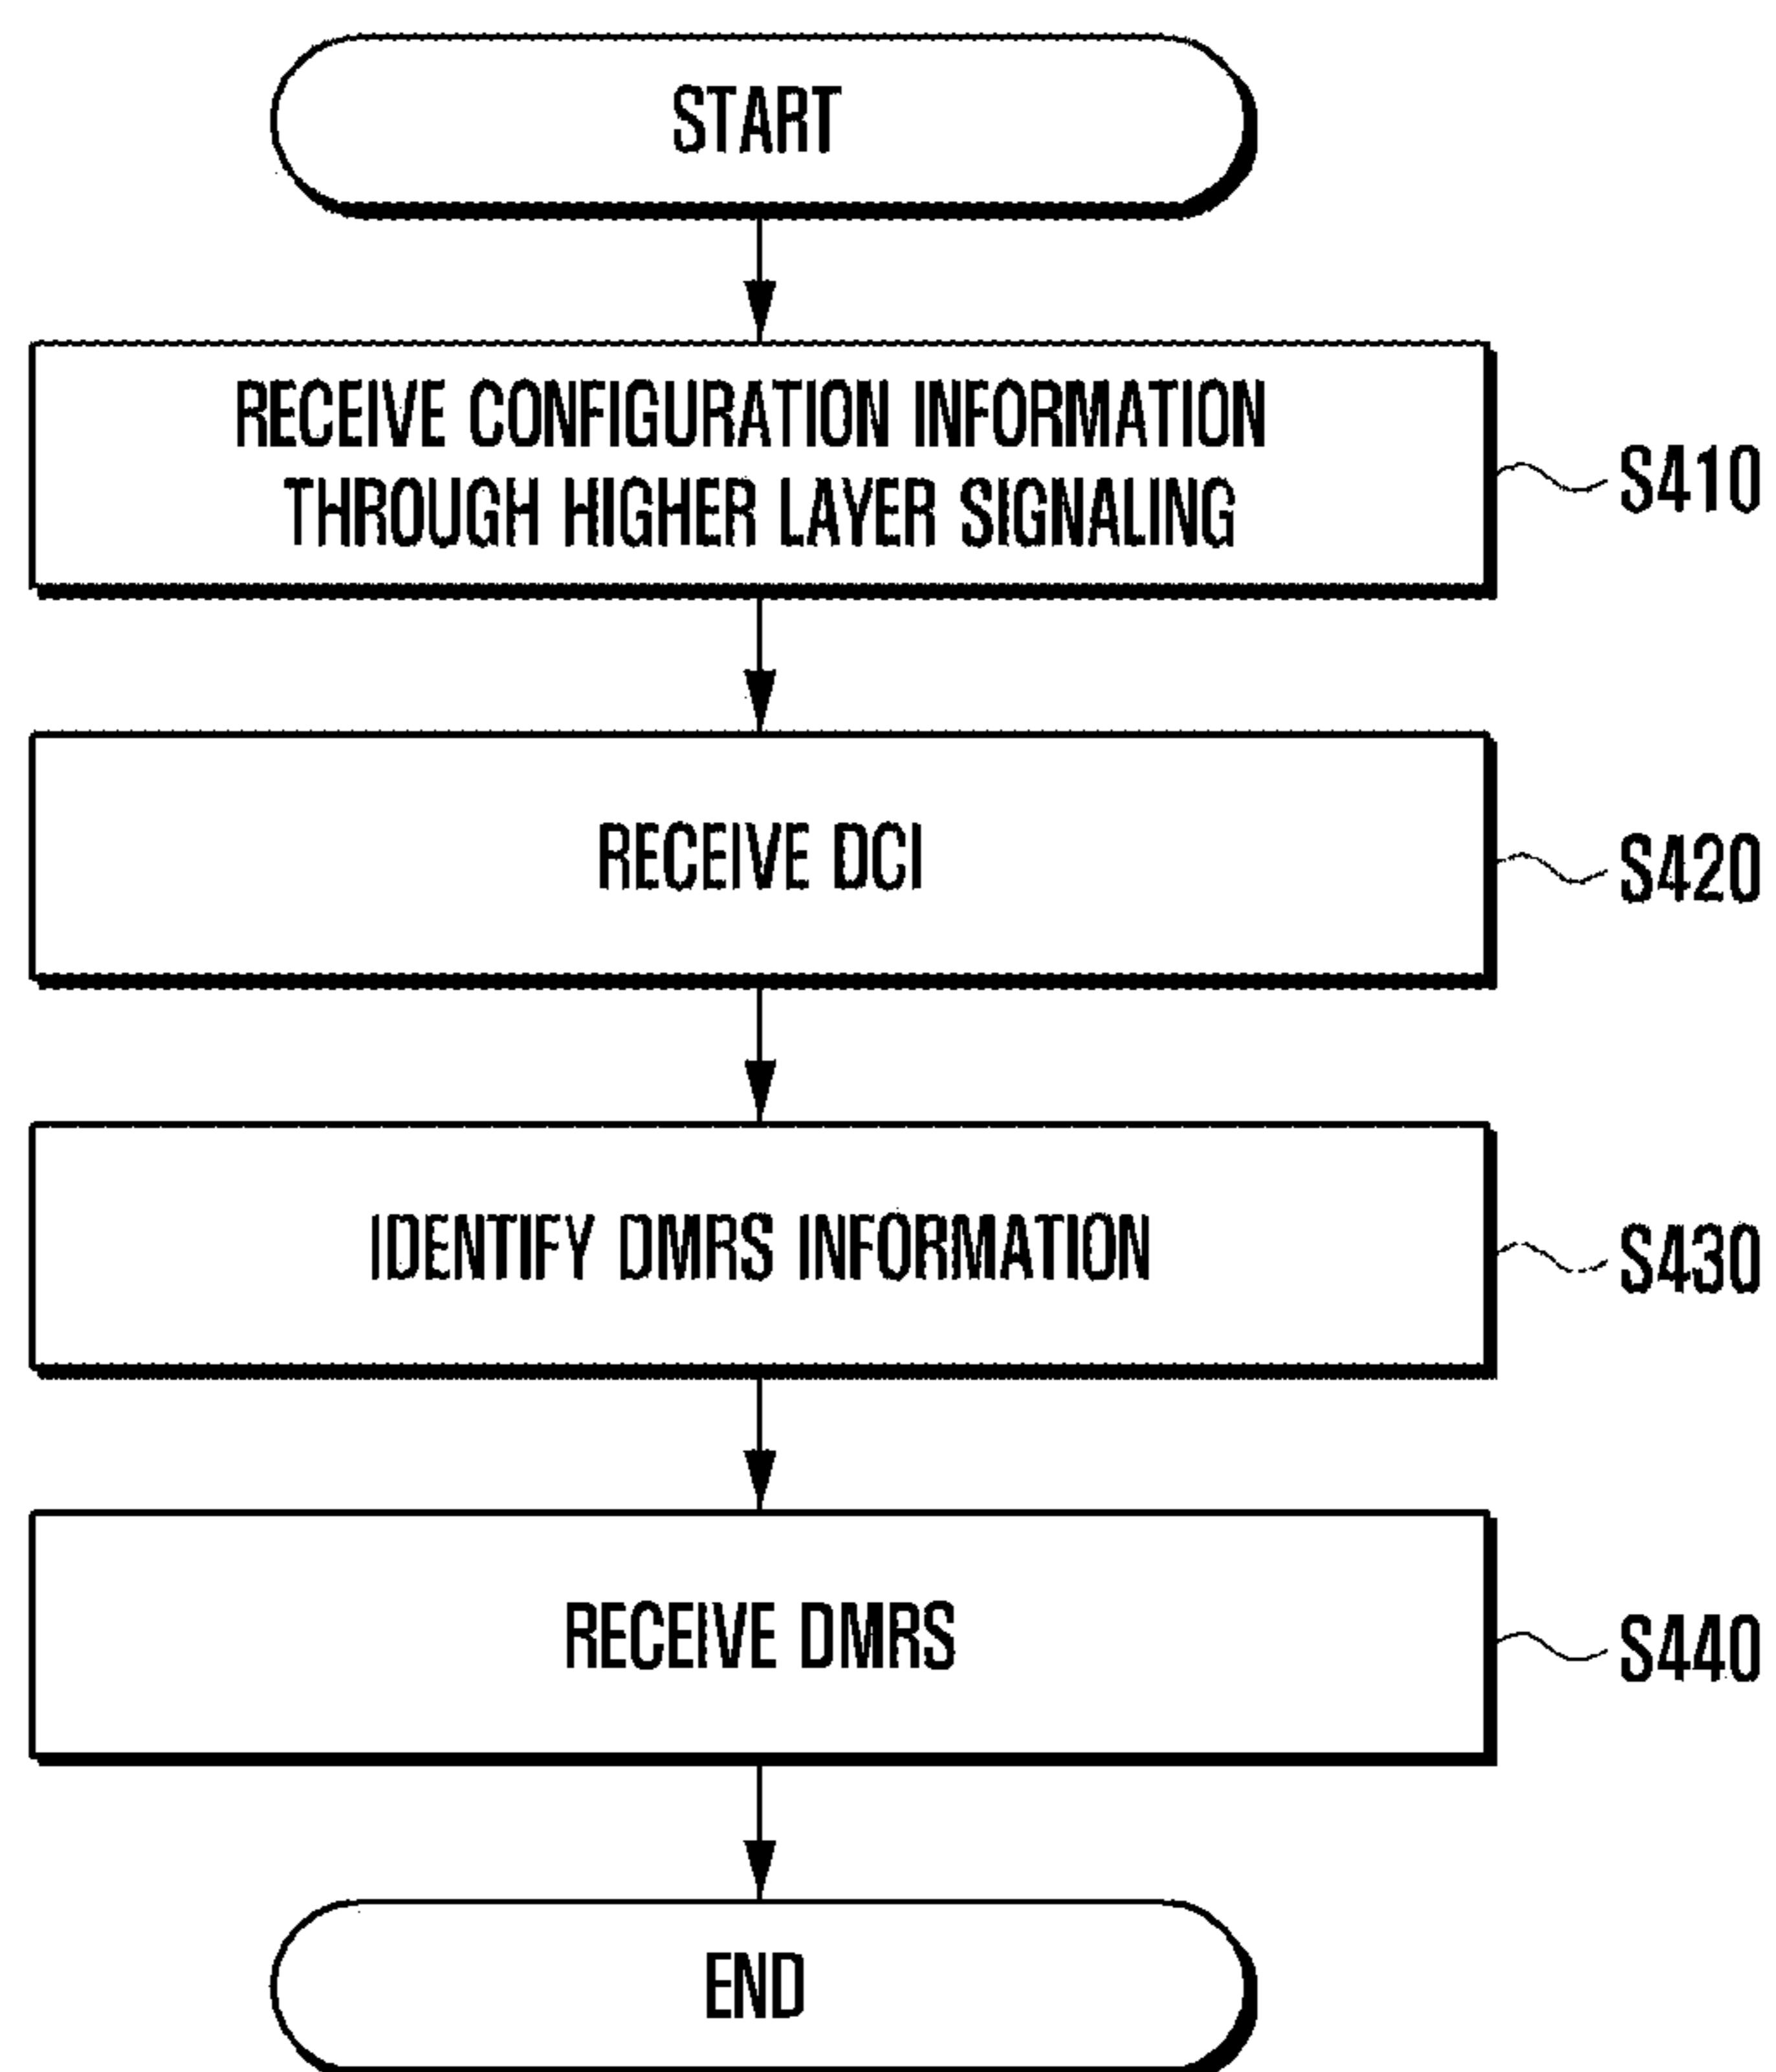 START
RECEIVE CONFIGURATION INFORMATION
THROUGH HIGHER LAYER SIGNALING
S410
RECEIVE DCI
S420
IDENTIFY DMRS INFORMATION
S430
RECEIVE DMRS
S440
END